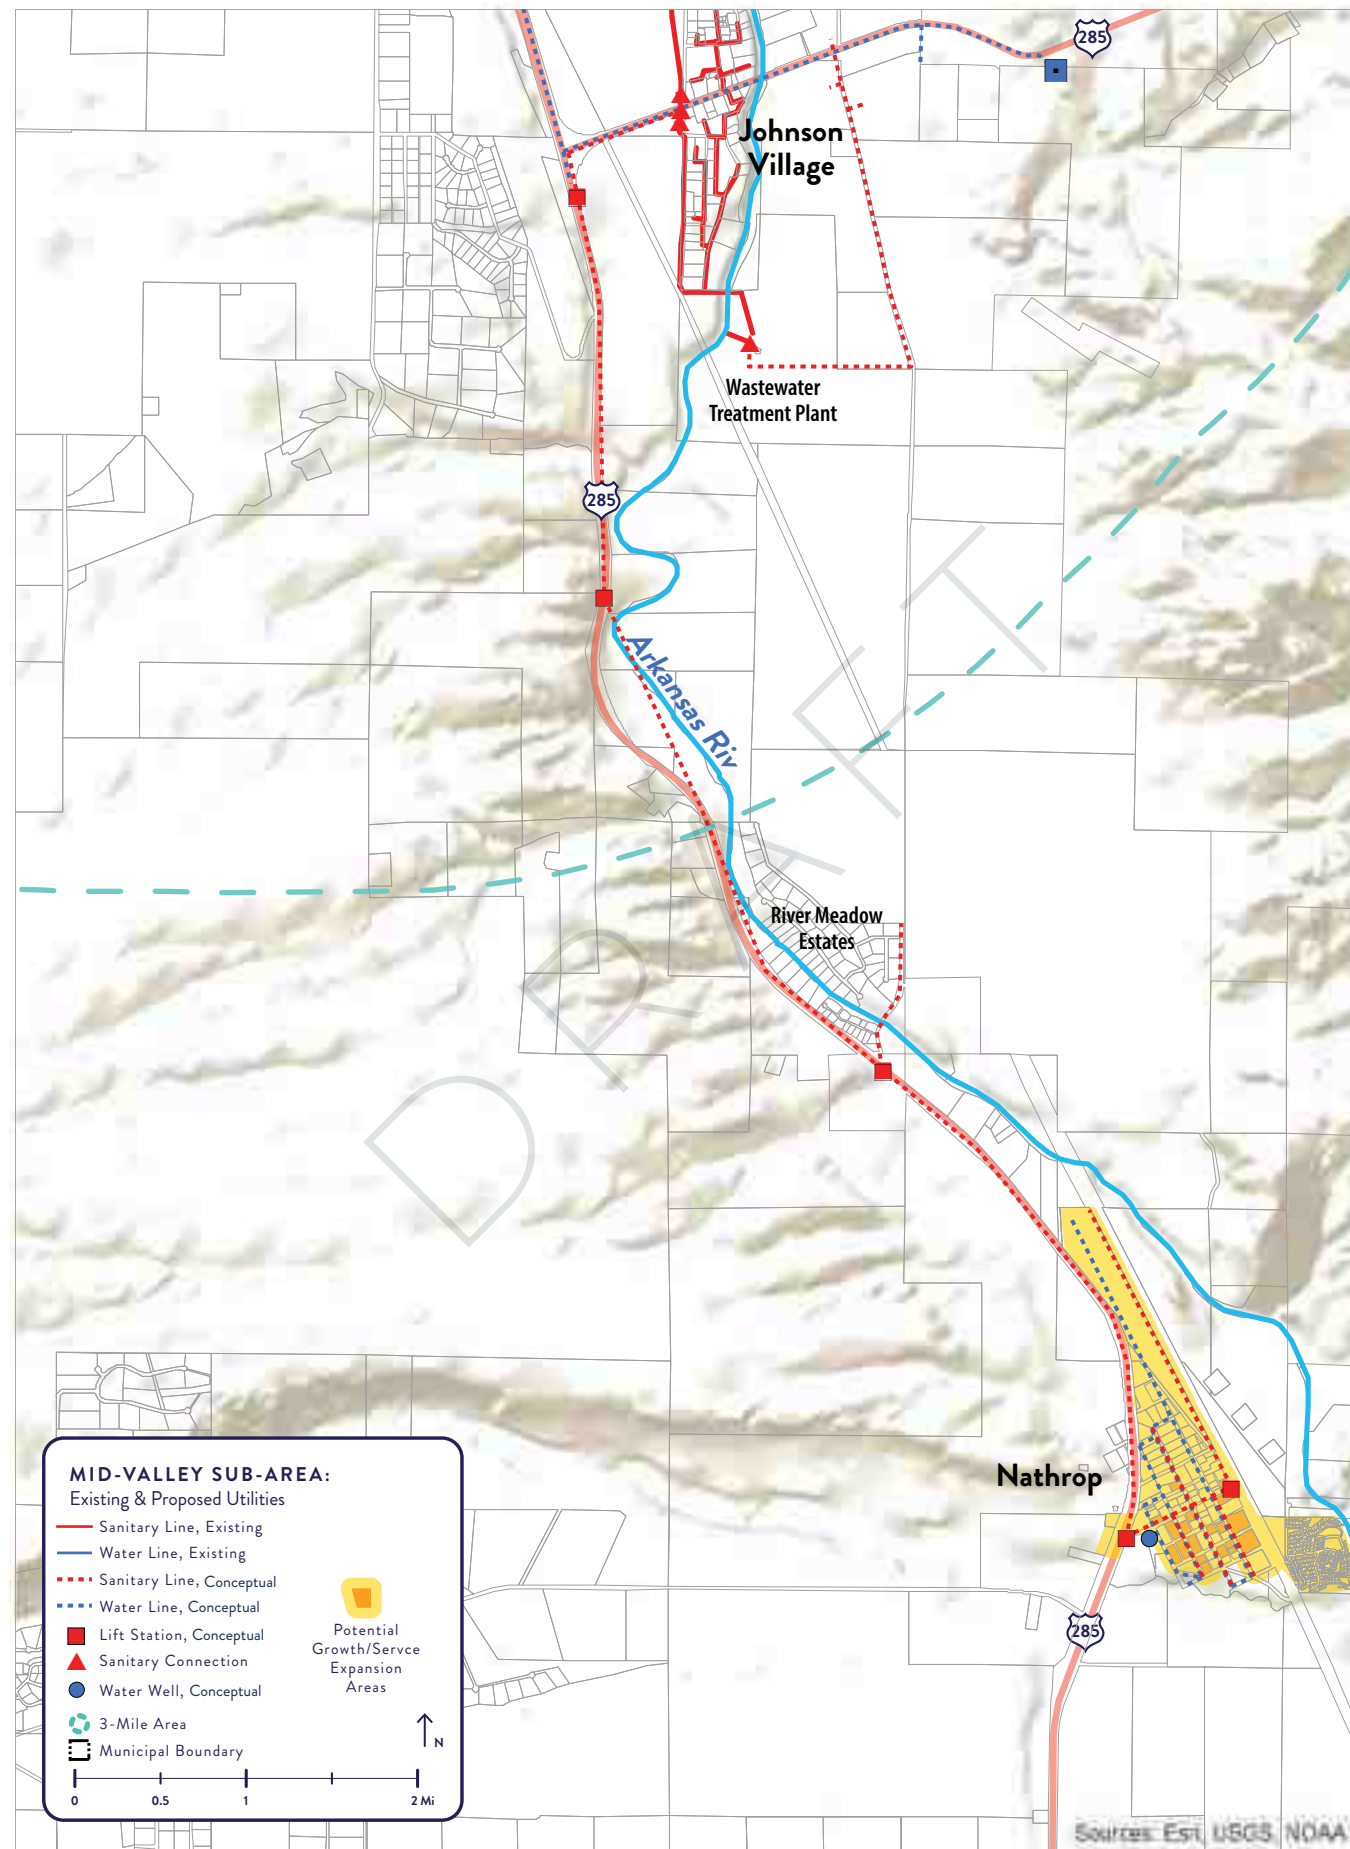 285
Johnson
Village
Wastewater
Treatment Plant
285
Arkansas Riv
River Meadow
Estates
DRAFT
Nathrop
285
MID-VALLEY SUB-AREA:
Existing & Proposed Utilities
Sanitary Line, Existing
Water Line, Existing
Sanitary Line, Conceptual
Water Line, Conceptual
Lift Station, Conceptual
Sanitary Connection
Water Well, Conceptual
3-Mile Area
Municipal Boundary
Potential
Growth/Servce
Expansion
Areas
N
0 0.5 1 2 Mi
Sources: Esri, USGS, NOAA